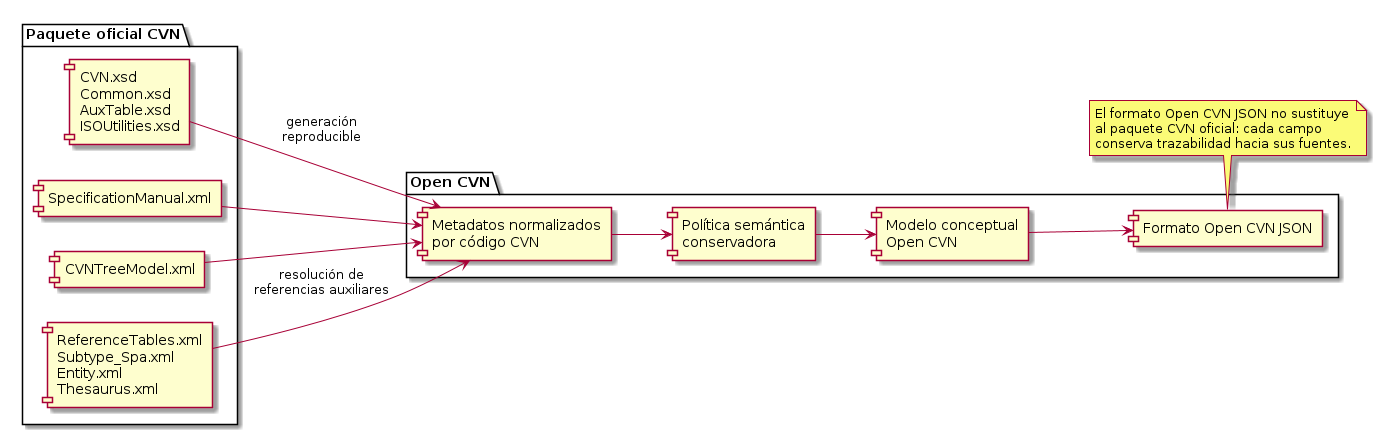 Paquete oficial CVN
CVN.xsd
Common.xsd
AuxTable.xsd
ISOUtilities.xsd
SpecificationManual.xml
CVNTreeModel.xml
ReferenceTables.xml
Subtype_Spa.xml
Entity.xml
Thesaurus.xml
generación
reproducible
resolución de
referencias auxiliares
Open CVN
Metadatos normalizados
por código CVN
Política semántica
conservadora
Modelo conceptual
Open CVN
Formato Open CVN JSON
El formato Open CVN JSON no sustituye
al paquete CVN oficial: cada campo
conserva trazabilidad hacia sus fuentes.